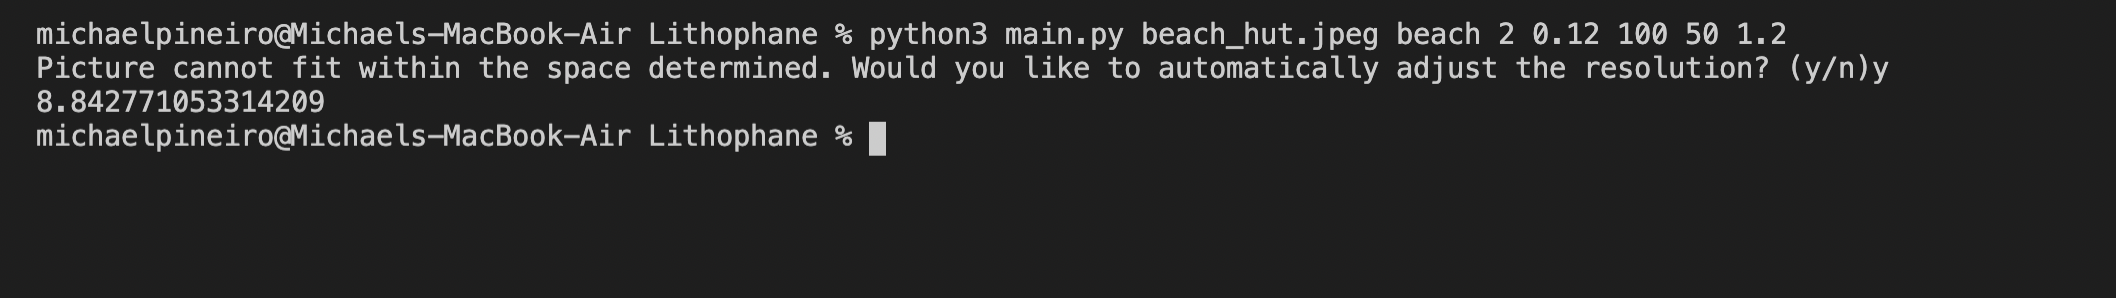 michaelpineiro@Michaels-MacBook-Air Lithophane % python3 main.py beach_hut.jpeg beach 2 0.12 100 50 1.2
Picture cannot fit within the space determined. Would you like to automatically adjust the resolution? (y/n)y
8.842771053314209
michaelpineiro@Michaels-MacBook-Air Lithophane %